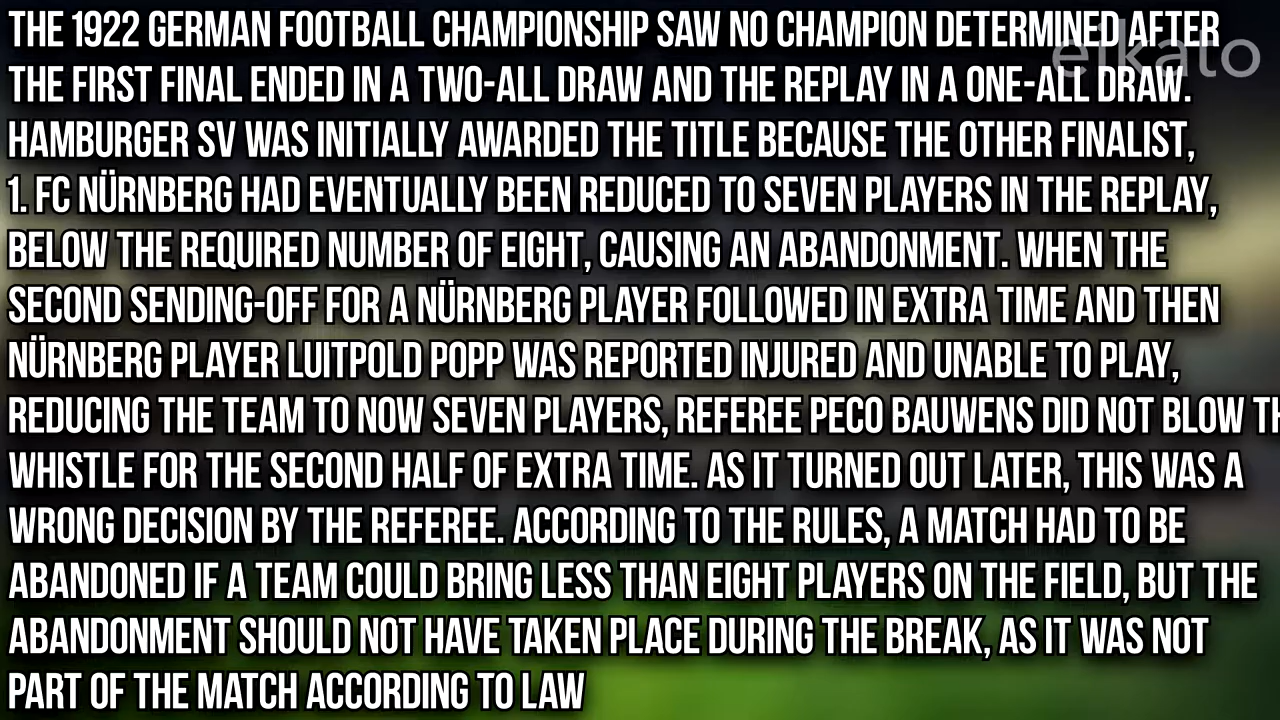 THE 1922 GERMAN FOOTBALL CHAMPIONSHIP SAW NO CHAMPION DETERMINED AFTER
elkato
THE FIRST FINAL ENDED IN A TWO-ALL DRAW AND THE REPLAY IN A ONE-ALL DRAW.
HAMBURGER SV WAS INITIALLY AWARDED THE TITLE BECAUSE THE OTHER FINALIST,
1. FC NÜRNBERG HAD EVENTUALLY BEEN REDUCED TO SEVEN PLAYERS IN THE REPLAY,
BELOW THE REQUIRED NUMBER OF EIGHT, CAUSING AN ABANDONMENT. WHEN THE
SECOND SENDING-OFF FOR A NÜRNBERG PLAYER FOLLOWED IN EXTRA TIME AND THEN
NÜRNBERG PLAYER LUITPOLD POPP WAS REPORTED INJURED AND UNABLE TO PLAY,
REDUCING THE TEAM TO NOW SEVEN PLAYERS, REFEREE PECO BAUWENS DID NOT BLOW
WHISTLE FOR THE SECOND HALF OF EXTRA TIME. AS IT TURNED OUT LATER, THIS WAS A
WRONG DECISION BY THE REFEREE. ACCORDING TO THE RULES, A MATCH HAD TO BE
ABANDONED IF A TEAM COULD BRING LESS THAN EIGHT PLAYERS ON THE FIELD, BUT THE
ABANDONMENT SHOULD NOT HAVE TAKEN PLACE DURING THE BREAK, AS IT WAS NOT
PART OF THE MATCH ACCORDING TO LAW